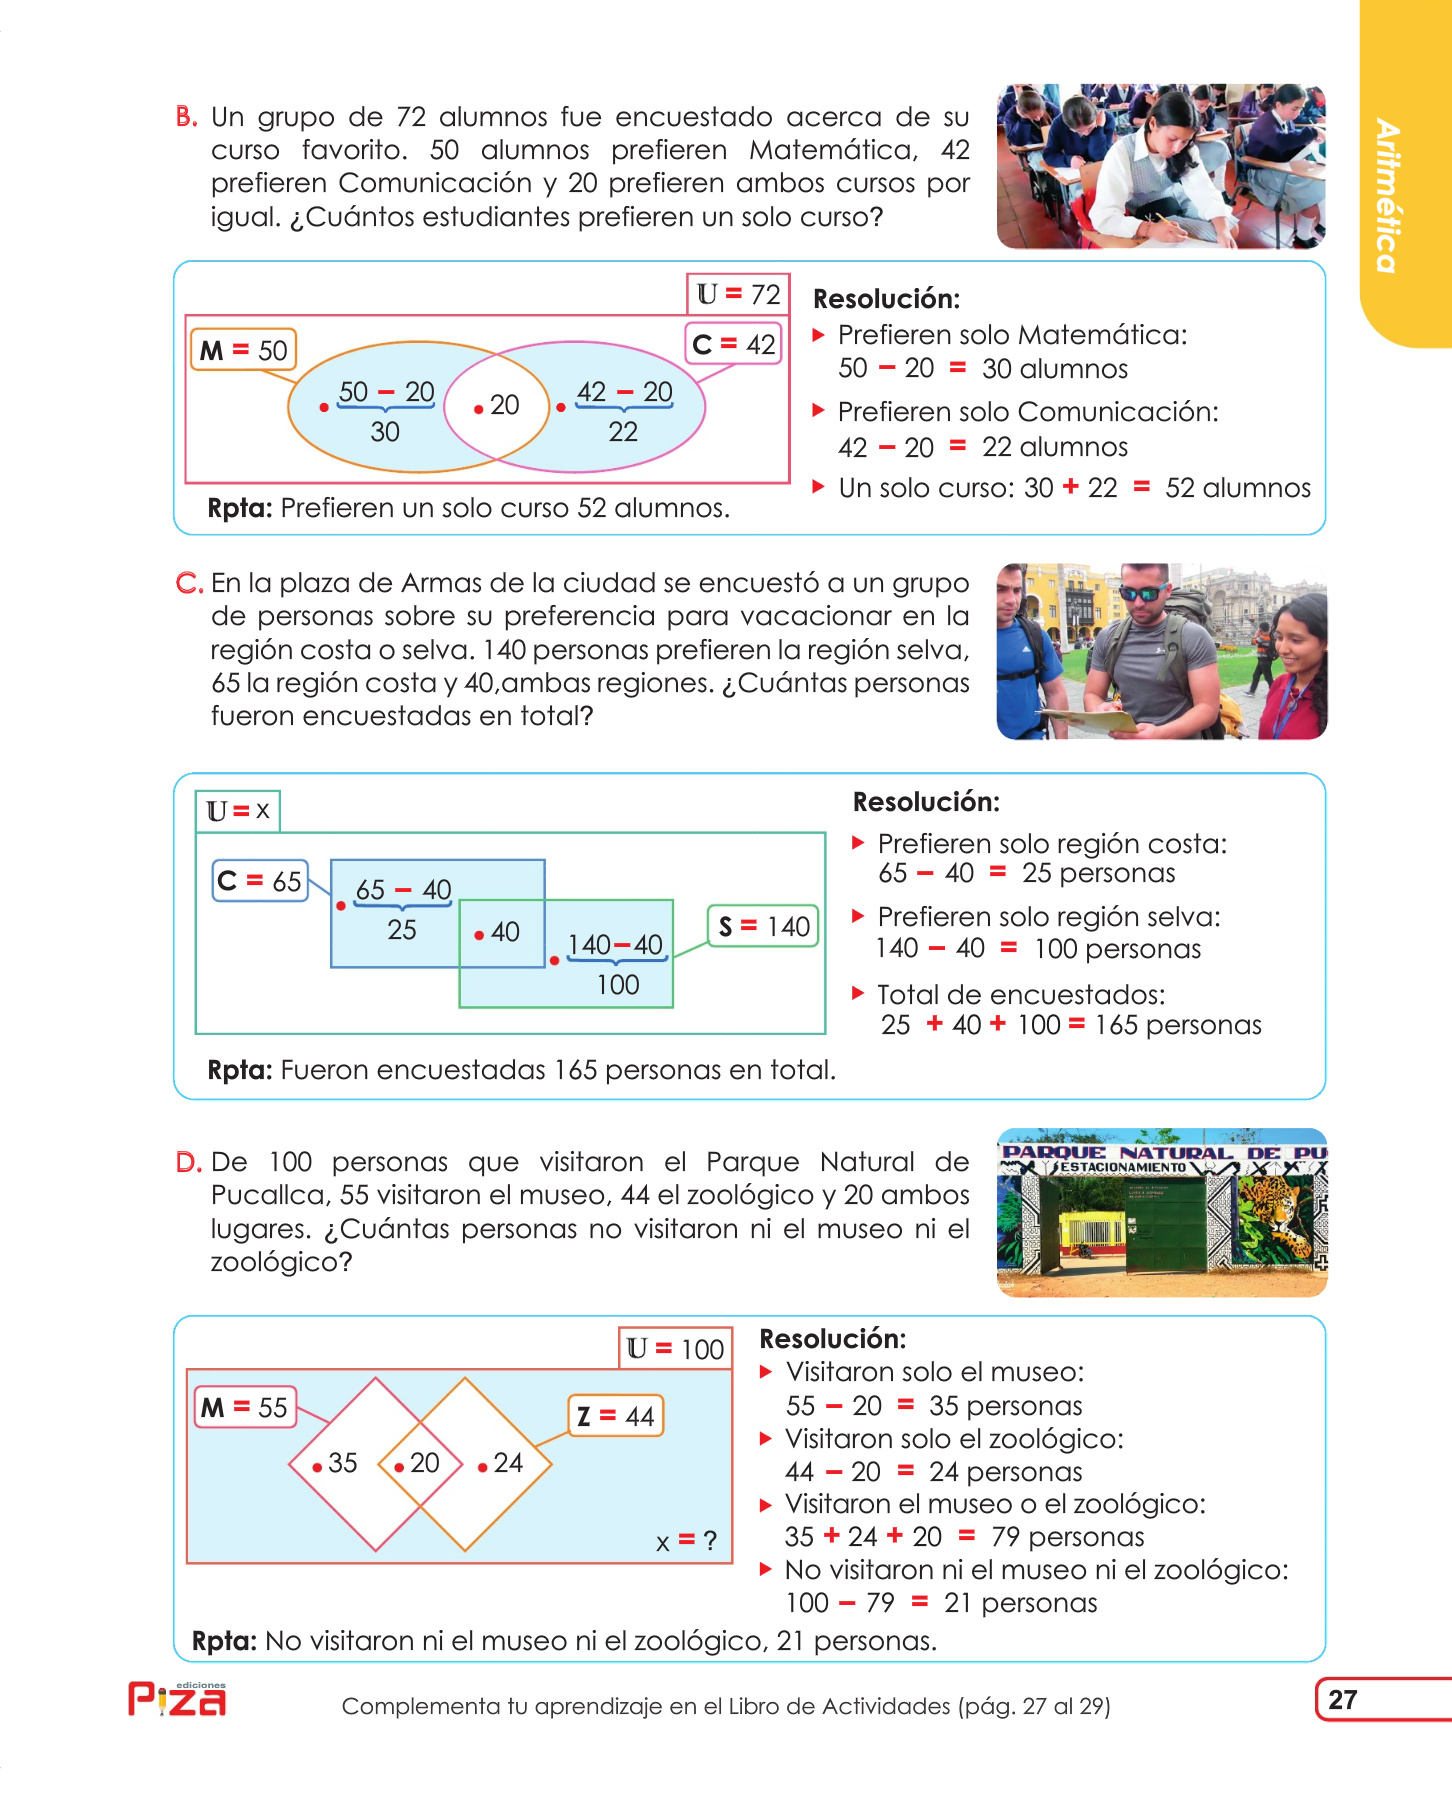 Aritmética
B. Un grupo de 72 alumnos fue encuestado acerca de su
curso favorito. 50 alumnos prefieren Matemática, 42
prefieren Comunicación y 20 prefieren ambos cursos por
igual. ¿Cuántos estudiantes prefieren un solo curso?
𝕌 = 72
M = 50
C = 42
50 − 20
30
20
42 − 20
22
Rpta: Prefieren un solo curso 52 alumnos.
Resolución:
Prefieren solo Matemática:
50 − 20 = 30 alumnos
Prefieren solo Comunicación:
42 − 20 = 22 alumnos
Un solo curso: 30 + 22 = 52 alumnos
C. En la plaza de Armas de la ciudad se encuestó a un grupo
de personas sobre su preferencia para vacacionar en la
región costa o selva. 140 personas prefieren la región selva,
65 la región costa y 40,ambas regiones. ¿Cuántas personas
fueron encuestadas en total?
𝕌 = x
C = 65
65 − 40
25
40
140−40
100
S = 140
Rpta: Fueron encuestadas 165 personas en total.
Resolución:
Prefieren solo región costa:
65 − 40 = 25 personas
Prefieren solo región selva:
140 − 40 = 100 personas
Total de encuestados:
25 + 40 + 100 = 165 personas
D. De 100 personas que visitaron el Parque Natural de
Pucallca, 55 visitaron el museo, 44 el zoológico y 20 ambos
lugares. ¿Cuántas personas no visitaron ni el museo ni el
zoológico?
PARQUE NATURAL DE PU
ESTACIONAMIENTO
𝕌 = 100
M = 55
Z = 44
35
20
24
x = ?
Resolución:
Visitaron solo el museo:
55 − 20 = 35 personas
Visitaron solo el zoológico:
44 − 20 = 24 personas
Visitaron el museo o el zoológico:
35 + 24 + 20 = 79 personas
No visitaron ni el museo ni el zoológico:
100 − 79 = 21 personas
Rpta: No visitaron ni el museo ni el zoológico, 21 personas.
ediciones
Piza
Complementa tu aprendizaje en el Libro de Actividades (pág. 27 al 29)
27